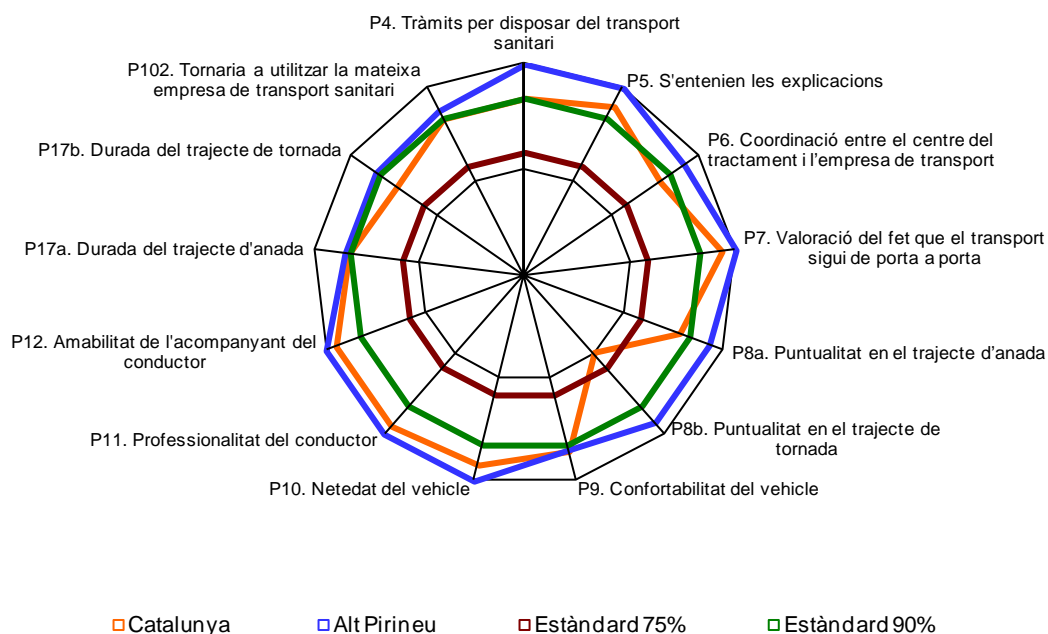 P4. Tràmits per disposar del transport
sanitari
P5. S'entenien les explicacions
P6. Coordinació entre el centre del
tractament i l'empresa de transport
P7. Valoració del fet que el transport
sigui de porta a porta
P8a. Puntualitat en el trajecte d’anada
P8b. Puntualitat en el trajecte de
tornada
P9. Confortabilitat del vehicle
P10. Netedat del vehicle
P11. Professionalitat del conductor
P12. Amabilitat de l'acompanyant del
conductor
P17a. Durada del trajecte d'anada
P17b. Durada del trajecte de tornada
P102. Tornaria a utilitzar la mateixa
empresa de transport sanitari
Catalunya
Alt Pirineu
Estàndard 75%
Estàndard 90%